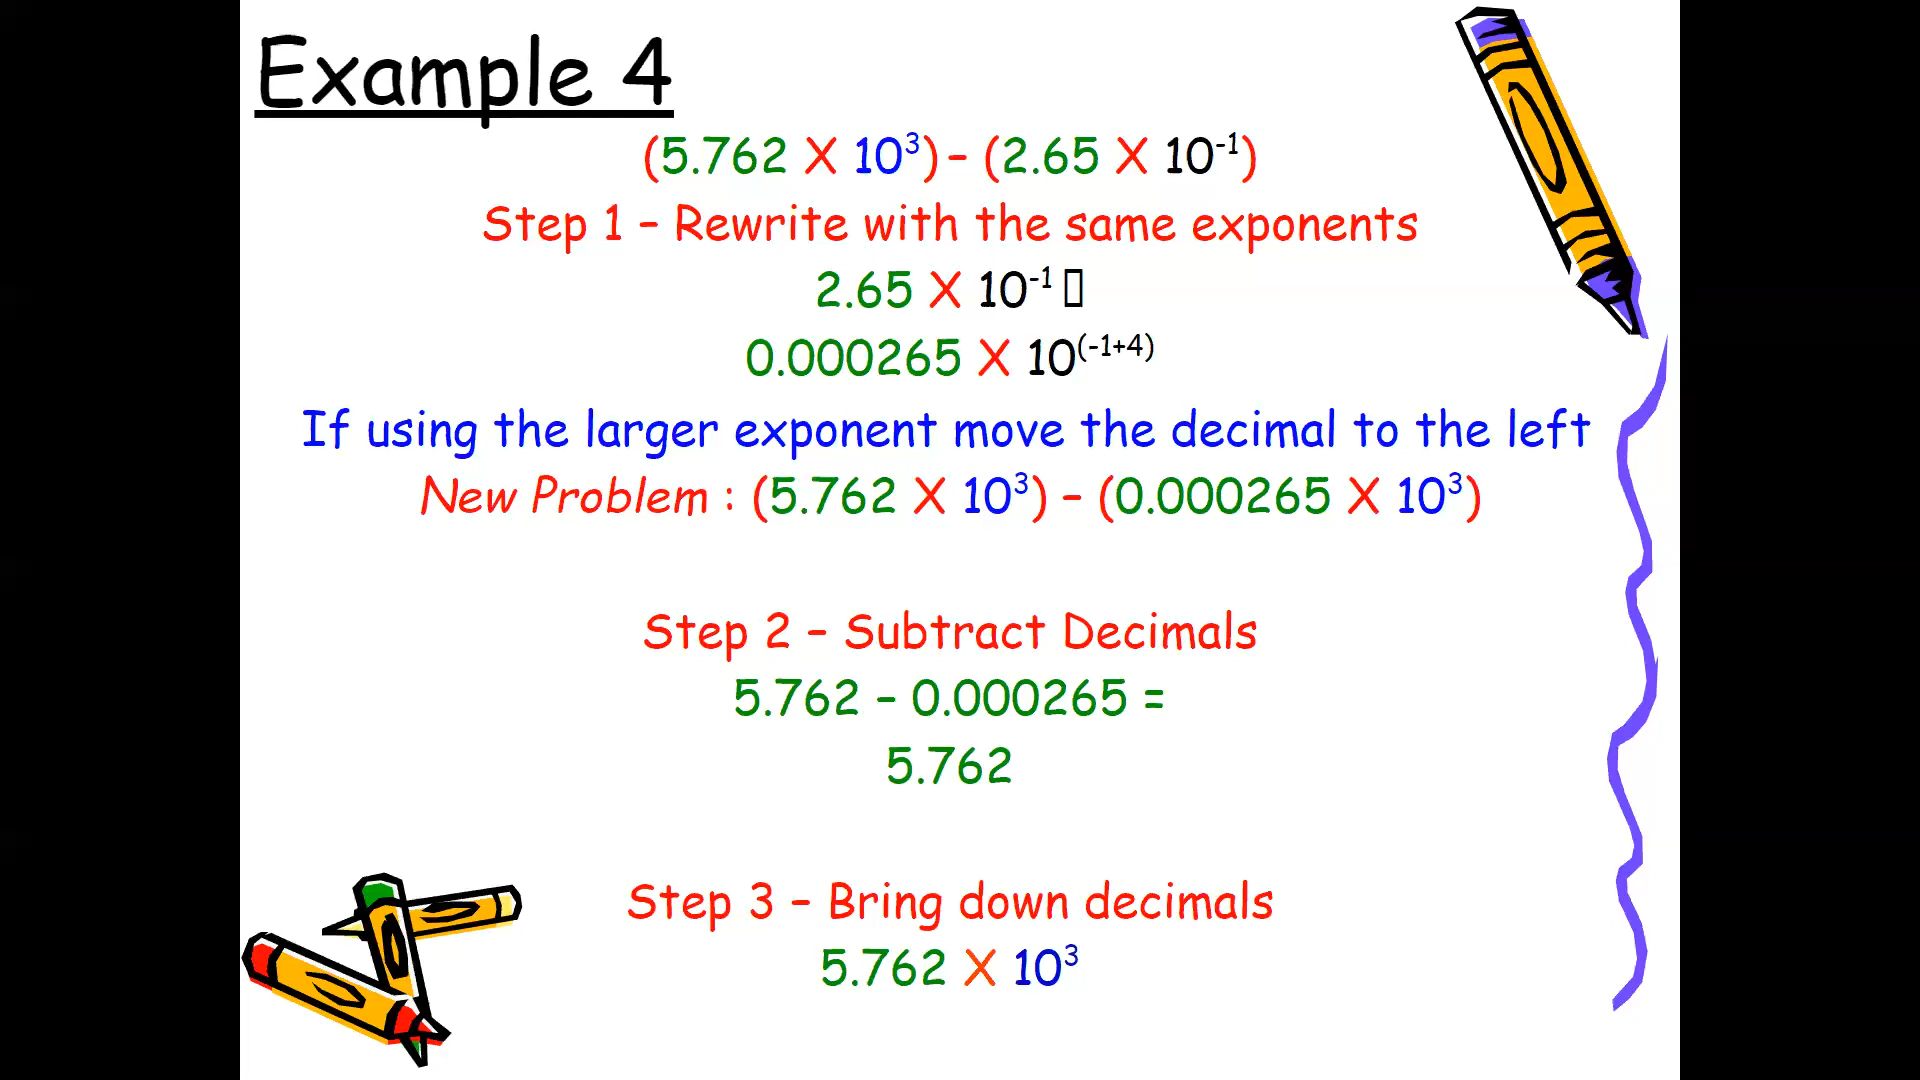 Example 4
(5.762 X 10³) – (2.65 X 10⁻¹)
Step 1 – Rewrite with the same exponents
2.65 X 10⁻¹ 
0.000265 X 10⁽⁻¹⁺⁴⁾
If using the larger exponent move the decimal to the left
New Problem : (5.762 X 10³) – (0.000265 X 10³)
Step 2 – Subtract Decimals
5.762 – 0.000265 =
5.762
Step 3 – Bring down decimals
5.762 X 10³